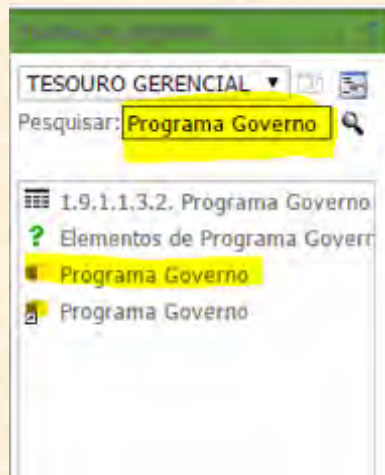 TESOURO GERENCIAL
Pesquisar: Programa Governo
1.9.1.1.3.2. Programa Governo
? Elementos de Programa Govern
Programa Governo
Programa Governo